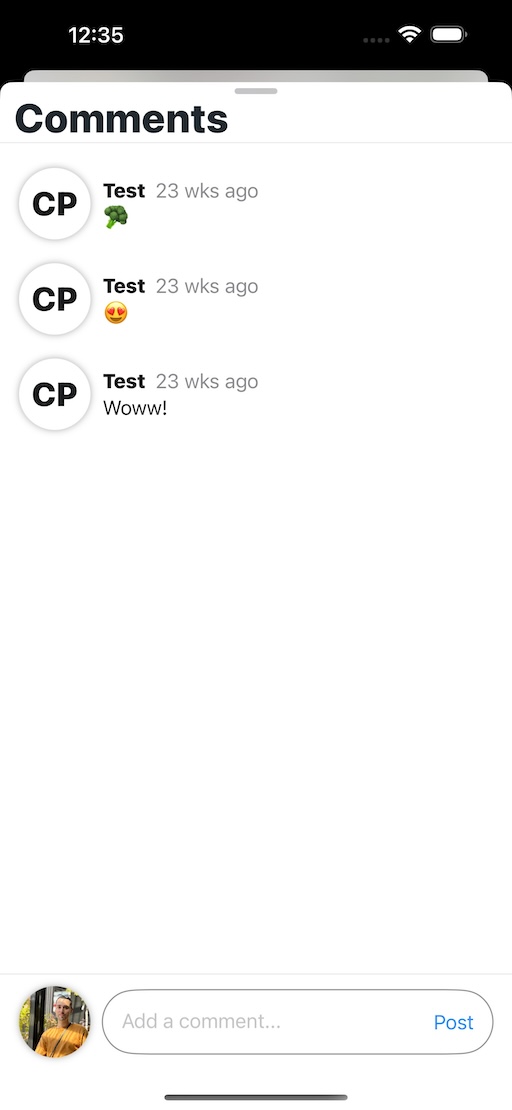 12:35
Comments
CP
Test 23 wks ago
🥦
CP
Test 23 wks ago
😍
CP
Test 23 wks ago
Woww!
Add a comment...
Post